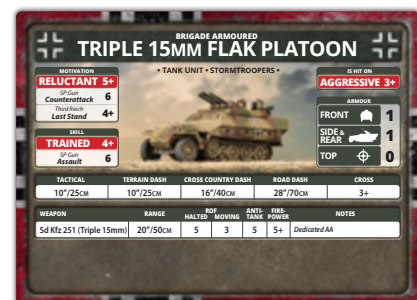 BRIGADE ARMOURED
TRIPLE 15MM FLAK PLATOON
• TANK UNIT • STORMTROOPERS •
MOTIVATION
RELUCTANT 5+
SP Gun
Counterattack 6
Third Reich
Last Stand 4+
SKILL
TRAINED 4+
SP Gun
Assault 6
IS HIT ON
AGGRESSIVE 3+
ARMOUR
FRONT 1
SIDE &
REAR 1
TOP 0
TACTICAL TERRAIN DASH CROSS COUNTRY DASH ROAD DASH CROSS
10"/25CM 10"/25CM 16"/40CM 28"/70CM 3+
WEAPON RANGE ROF HALTED MOVING ANTI-TANK FIRE-POWER NOTES
Sd Kfz 251 (Triple 15mm) 20"/50CM 5 3 5 5+ Dedicated AA